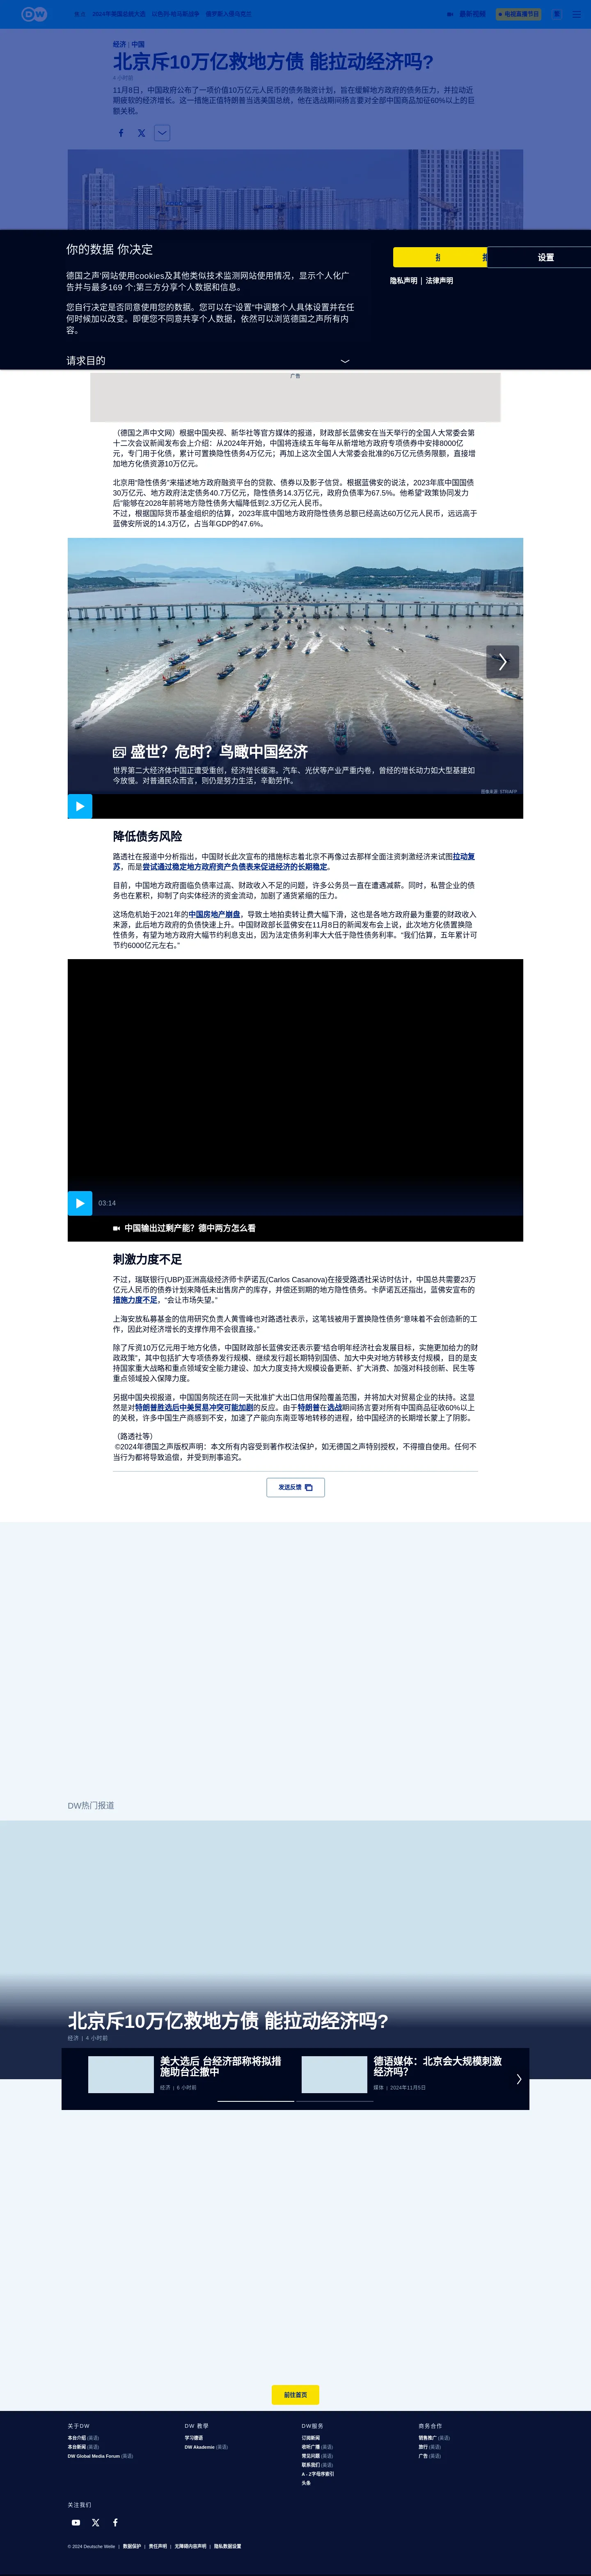 焦点
2024年美国总统大选
以色列-哈马斯战争
俄罗斯入侵乌克兰
最新视频
电视直播节目
繁
经济 | 中国
北京斥10万亿救地方债 能拉动经济吗?
4 小时前
11月8日，中国政府公布了一项价值10万亿元人民币的债务融资计划，旨在缓解地方政府的债务压力，并拉动近
期疲软的经济增长。这一措施正值特朗普当选美国总统，他在选战期间扬言要对全部中国商品加征60%以上的巨
额关税。
你的数据 你决定
德国之声'网站使用cookies及其他类似技术监测网站使用情况，显示个人化广
告并与最多169 个;第三方分享个人数据和信息。
您自行决定是否同意使用您的数据。您可以在"设置"中调整个人具体设置并在任
何时候加以改变。即便您不同意共享个人数据，依然可以浏览德国之声所有内
容。
设置
隐私声明 | 法律声明
请求目的
广告
（德国之声中文网）根据中国央视、新华社等官方媒体的报道，财政部长蓝佛安在当天举行的全国人大常委会第
十二次会议新闻发布会上介绍：从2024年开始，中国将连续五年每年从新增地方政府专项债券中安排8000亿
元，专门用于化债，累计可置换隐性债务4万亿元；再加上这次全国人大常委会批准的6万亿元债务限额，直接增
加地方化债资源10万亿元。
北京用“隐性债务”来描述地方政府融资平台的贷款、债券以及影子信贷。根据蓝佛安的说法，2023年底中国国债
30万亿元、地方政府法定债务40.7万亿元，隐性债务14.3万亿元，政府负债率为67.5%。他希望“政策协同发力
后”能够在2028年前将地方隐性债务大幅降低到2.3万亿元人民币。
不过，根据国际货币基金组织的估算，2023年底中国地方政府隐性债务总额已经高达60万亿元人民币，远远高于
蓝佛安所说的14.3万亿，占当年GDP的47.6%。
盛世？危时？鸟瞰中国经济
世界第二大经济体中国正遭受重创，经济增长缓滞。汽车、光伏等产业严重内卷，曾经的增长动力如大型基建如
今放慢。对普通民众而言，则仍是努力生活，辛勤劳作。
图像来源: STR/AFP
降低债务风险
路透社在报道中分析指出，中国财长此次宣布的措施标志着北京不再像过去那样全面注资刺激经济来试图拉动复
苏，而是尝试通过稳定地方政府资产负债表来促进经济的长期稳定。
目前，中国地方政府面临负债率过高、财政收入不足的问题，许多公务员一直在遭遇减薪。同时，私营企业的债
务也在累积，抑制了向实体经济的资金流动，加剧了通货紧缩的压力。
这场危机始于2021年的中国房地产崩盘，导致土地拍卖转让费大幅下滑，这也是各地方政府最为重要的财政收入
来源，此后地方政府的负债快速上升。中国财政部长蓝佛安在11月8日的新闻发布会上说，此次地方化债置换隐
性债务，有望为地方政府大幅节约利息支出，因为法定债务利率大大低于隐性债务利率。“我们估算，五年累计可
节约6000亿元左右。”
03:14
中国输出过剩产能？德中两方怎么看
刺激力度不足
不过，瑞联银行(UBP)亚洲高级经济师卡萨诺瓦(Carlos Casanova)在接受路透社采访时估计，中国总共需要23万
亿元人民币的债券计划来降低未出售房产的库存，并偿还到期的地方隐性债务。卡萨诺瓦还指出，蓝佛安宣布的
措施力度不足，“会让市场失望。”
上海安放私募基金的信用研究负责人黄雪峰也对路透社表示，这笔钱被用于置换隐性债务“意味着不会创造新的工
作，因此对经济增长的支撑作用不会很直接。”
除了斥资10万亿元用于地方化债，中国财政部长蓝佛安还表示要“结合明年经济社会发展目标，实施更加给力的财
政政策”，其中包括扩大专项债券发行规模、继续发行超长期特别国债、加大中央对地方转移支付规模，目的是支
持国家重大战略和重点领域安全能力建设、加大力度支持大规模设备更新、扩大消费、加强对科技创新、民生等
重点领域投入保障力度。
另据中国央视报道，中国国务院还在同一天批准扩大出口信用保险覆盖范围，并将加大对贸易企业的扶持。这显
然是对特朗普胜选后中美贸易冲突可能加剧的反应。由于特朗普在选战期间扬言要对所有中国商品征收60%以上
的关税，许多中国生产商感到不安，加速了产能向东南亚等地转移的进程，给中国经济的长期增长蒙上了阴影。
（路透社等）
©2024年德国之声版权声明：本文所有内容受到著作权法保护，如无德国之声特别授权，不得擅自使用。任何不
当行为都将导致追偿，并受到刑事追究。
发送反馈
DW热门报道
北京斥10万亿救地方债 能拉动经济吗?
经济 | 4 小时前
美大选后 台经济部称将拟措
施助台企撤中
经济 | 6 小时前
德语媒体：北京会大规模刺激
经济吗？
媒体 | 2024年11月5日
前往首页
关于DW
本台介绍 (英语)
本台新闻 (英语)
DW Global Media Forum (英语)
DW 教學
学习德语
DW Akademie (英语)
DW服务
订阅新闻
收听广播 (英语)
常见问题 (英语)
联系我们 (英语)
A - Z字母序索引
头条
商务合作
销售推广 (英语)
旅行 (英语)
广告 (英语)
关注我们
© 2024 Deutsche Welle | 数据保护 | 责任声明 | 无障碍内容声明 | 隐私数据设置